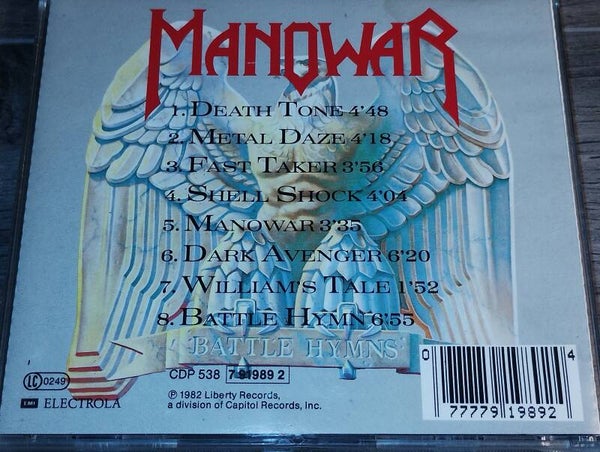 MANOWAR
1. DEATH TONE 4'48
2. METAL DAZE 4'18
3. FAST TAKER 3'56
4. SHELL SHOCK 4'04
5. MANOWAR 3'35
6. DARK AVENGER 6'20
7. WILLIAM'S TALE 1'52
8. BATTLE HYMN 6'55
BATTLE HYMNS
LC 0249
CDP 538 7 91989 2
EMI ELECTROLA
℗ 1982 Liberty Records,
a division of Capitol Records, Inc.
0 77779 19892 4